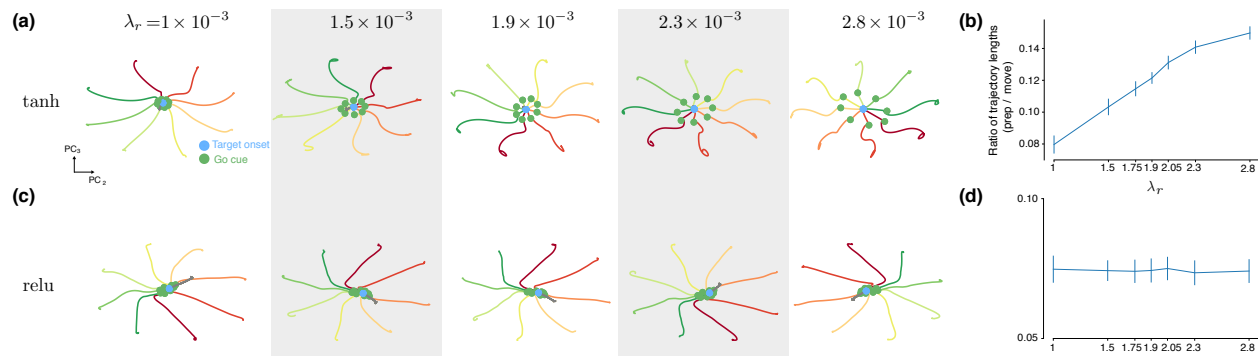 (a) λr =1 × 10⁻³ 1.5 × 10⁻³ 1.9 × 10⁻³ 2.3 × 10⁻³ 2.8 × 10⁻³
tanh
PC3
PC2
Target onset
Go cue
(b)
Ratio of trajectory lengths
(prep / move)
0.14
0.12
0.10
0.08
1 1.5 1.75 1.9 2.05 2.3 2.8
λr
(c)
relu
(d)
0.10
0.05
1 1.5 1.75 1.9 2.05 2.3 2.8